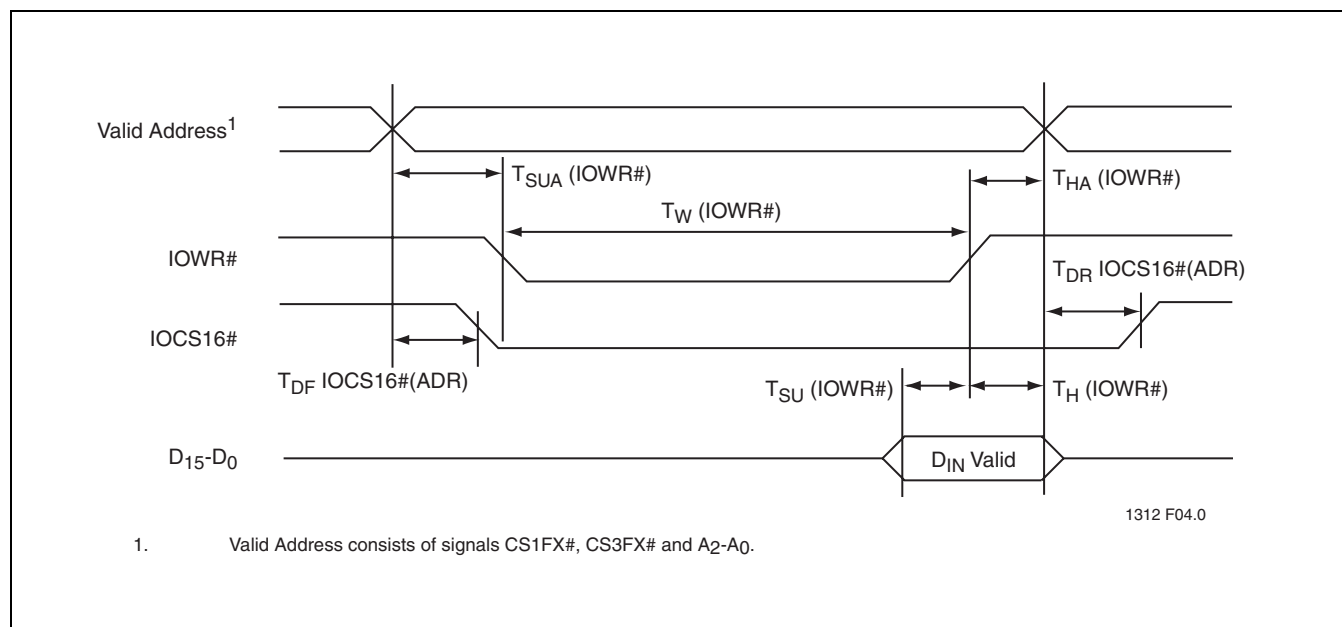 Valid Address1
TSUA (IOWR#)
THA (IOWR#)
TW (IOWR#)
IOWR#
TDR IOCS16#(ADR)
IOCS16#
TDF IOCS16#(ADR)
TSU (IOWR#)
TH (IOWR#)
D15-D0
DIN Valid
1312 F04.0
1. Valid Address consists of signals CS1FX#, CS3FX# and A2-A0.